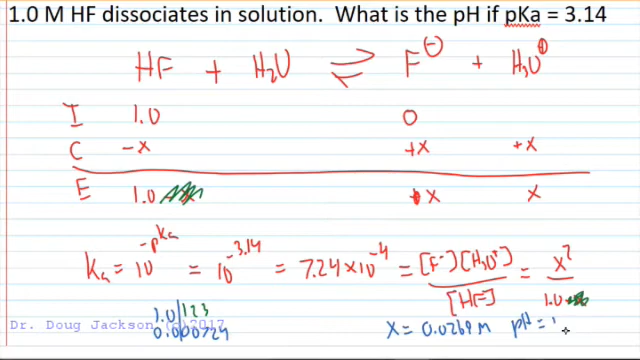 1.0 M HF dissociates in solution. What is the pH if pKa = 3.14
HF + H₂O ⇌ F⊖ + H₃O⊕
I 1.0 0
C -x +x +x
E 1.0 x x
Ka = 10^-pKa = 10^-3.14 = 7.24 x 10^-4 = [F-][H₃O+]/[HF] = x²/1.0
1.0|123
Dr. Doug Jackson (c)2017
0.0|00724 x = 0.0269 M pH = 1